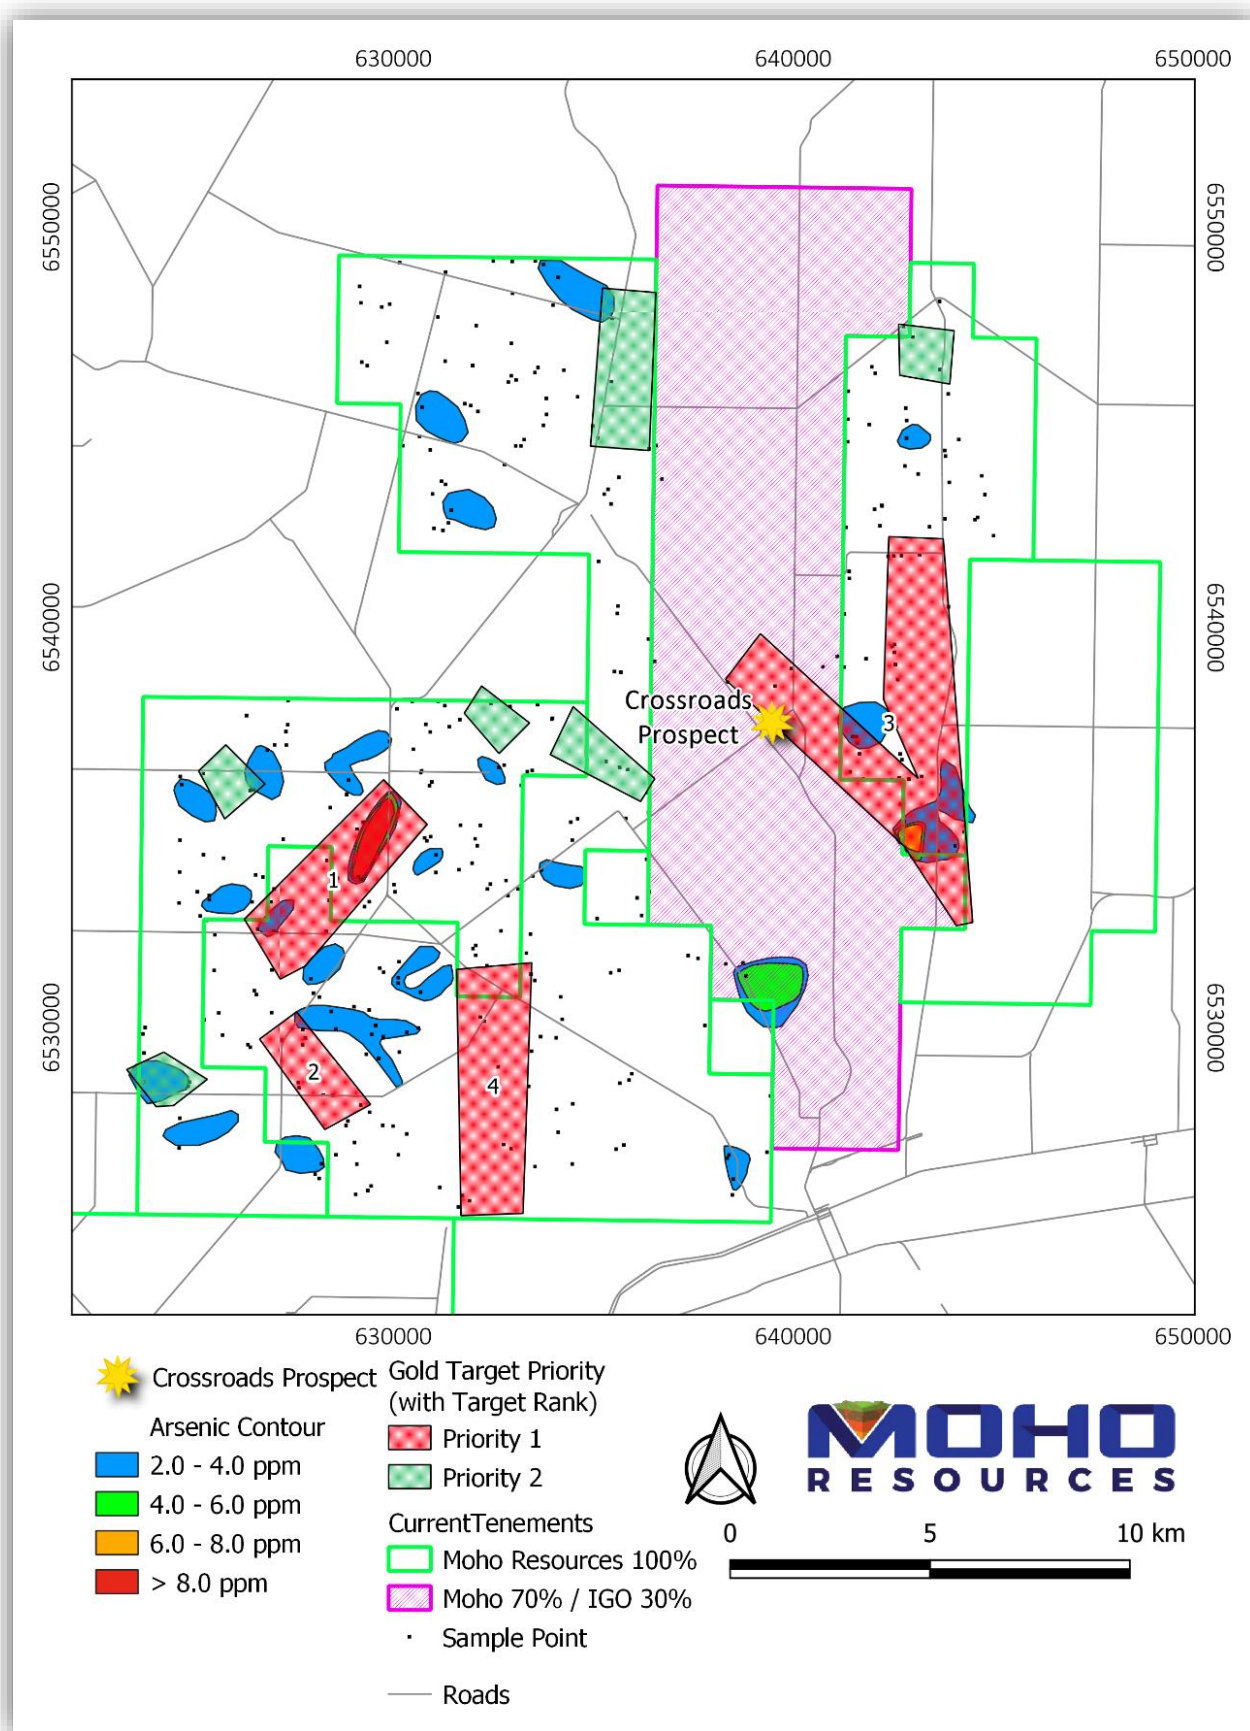 630000
640000
650000
6550000
6550000
6540000
6540000
Crossroads
Prospect
3
1
2
4
6530000
6530000
630000
640000
650000
Crossroads Prospect
Arsenic Contour
2.0 - 4.0 ppm
4.0 - 6.0 ppm
6.0 - 8.0 ppm
> 8.0 ppm
Gold Target Priority
(with Target Rank)
Priority 1
Priority 2
CurrentTenements
Moho Resources 100%
Moho 70% / IGO 30%
Sample Point
Roads
MOHO
RESOURCES
0 5 10 km